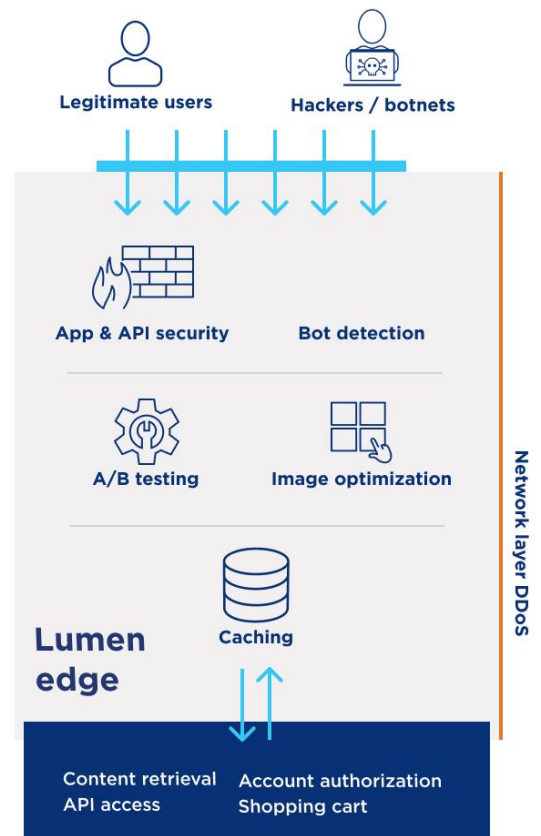 Legitimate users
Hackers / botnets
App & API security
Bot detection
A/B testing
Image optimization
Network layer DDoS
Caching
Lumen
edge
Content retrieval
API access
Account authorization
Shopping cart